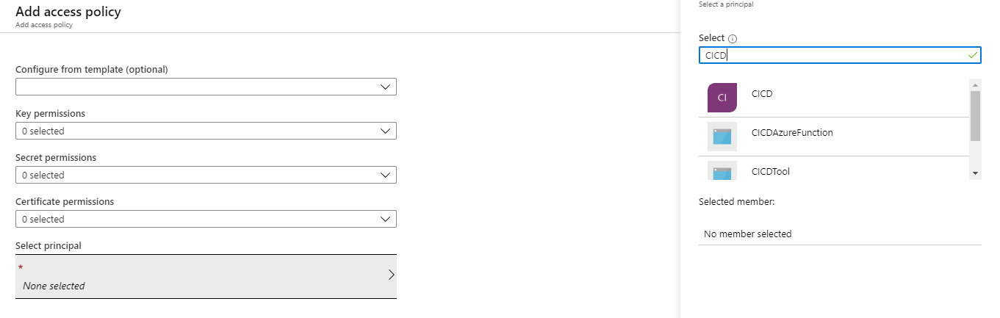 Add access policy
Add access policy
Configure from template (optional)
Key permissions
0 selected
Secret permissions
0 selected
Certificate permissions
0 selected
Select principal
*
None selected
Select a principal
Select
CICD
CI
CICD
CICDAzureFunction
CICDTool
Selected member:
No member selected